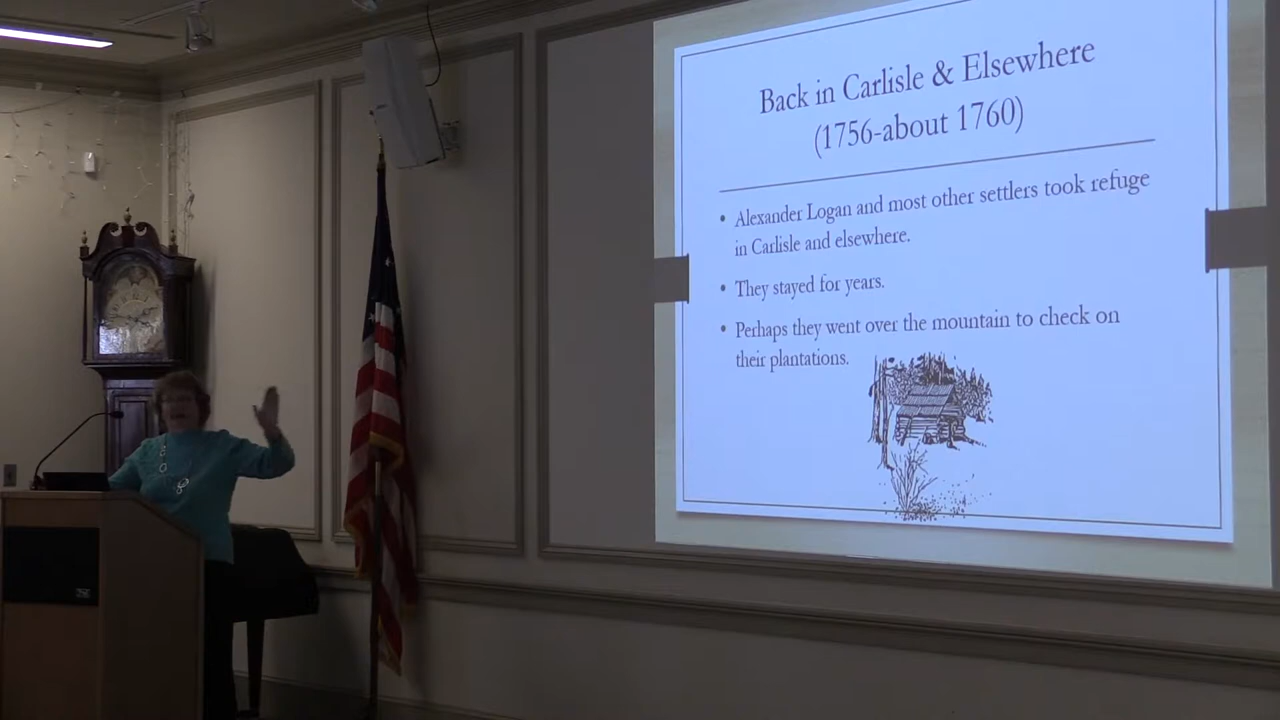 Back in Carlisle & Elsewhere
(1756-about 1760)
• Alexander Logan and most other settlers took refuge
in Carlisle and elsewhere.
• They stayed for years.
• Perhaps they went over the mountain to check on
their plantations.